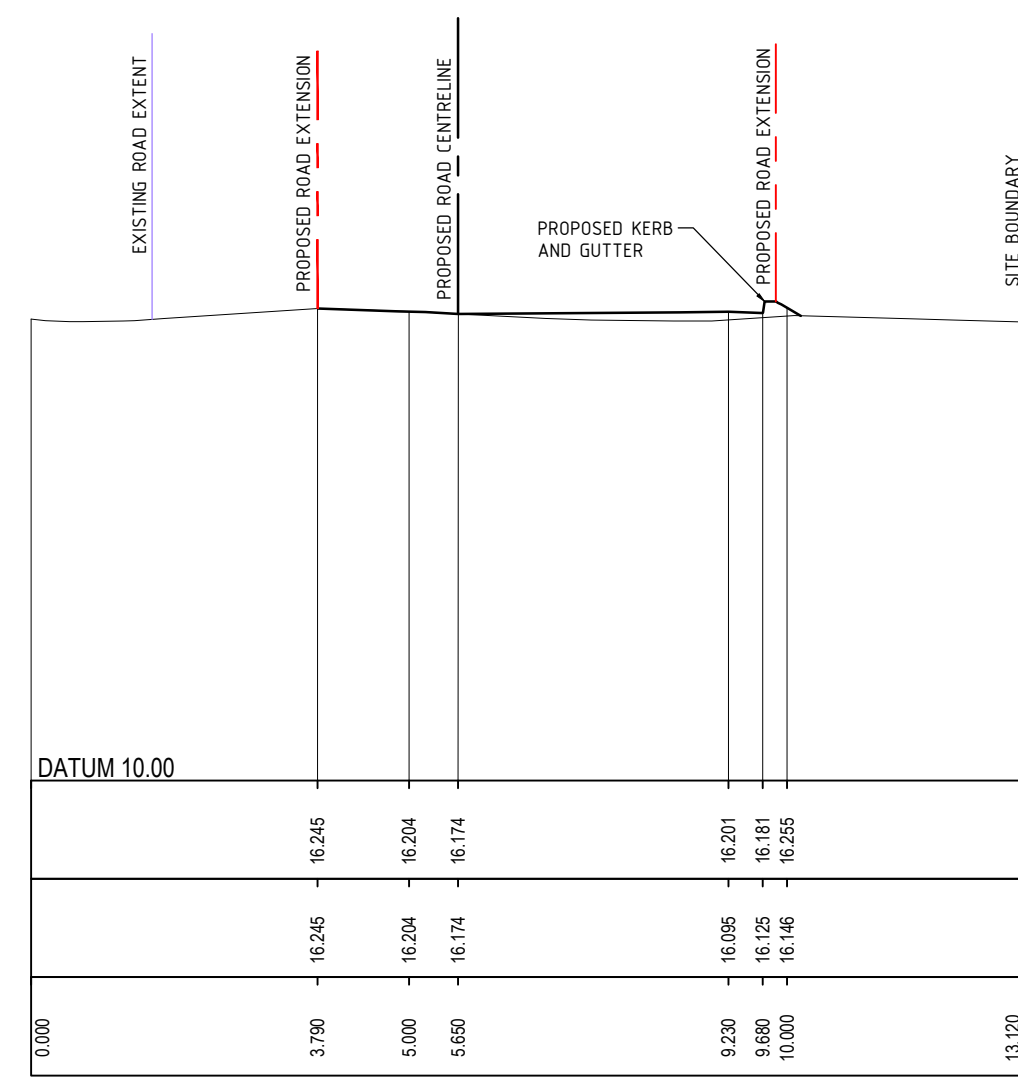 EXISTING ROAD EXTENT
PROPOSED ROAD EXTENSION
PROPOSED ROAD CENTRELINE
PROPOSED KERB
AND GUTTER
PROPOSED ROAD EXTENSION
SITE BOUNDARY
DATUM 10.00
16.245 16.204 16.174 16.201 16.181 16.255
16.245 16.204 16.174 16.095 16.125 16.146
0.000 3.790 5.000 5.650 9.230 9.680 10.000 13.120